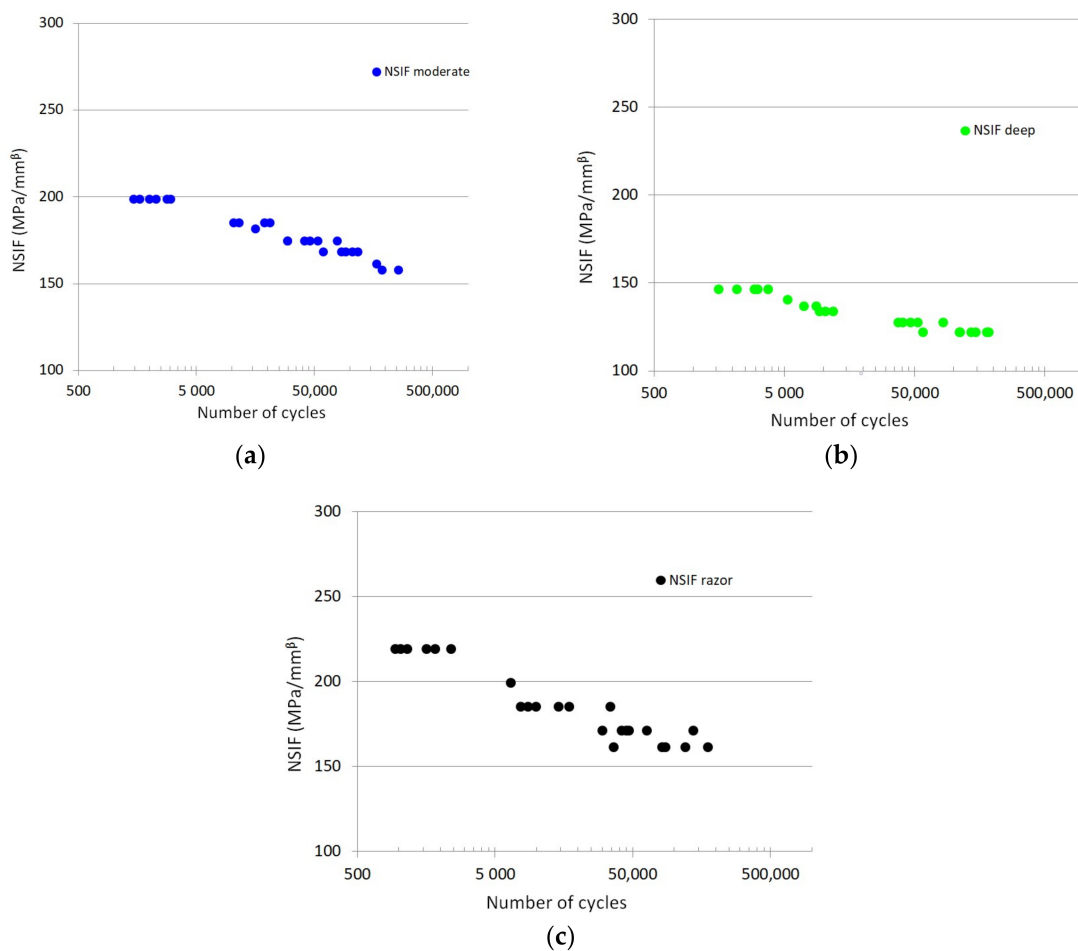 300
250
200
150
100
NSIF (MPa/mmᵝ)
NSIF moderate
500 5 000 50,000 500,000
Number of cycles
(a)
300
250
200
150
100
NSIF (MPa/mmᵝ)
NSIF deep
500 5 000 50,000 500,000
Number of cycles
(b)
300
250
200
150
100
NSIF (MPa/mmᵝ)
NSIF razor
500 5 000 50,000 500,000
Number of cycles
(c)